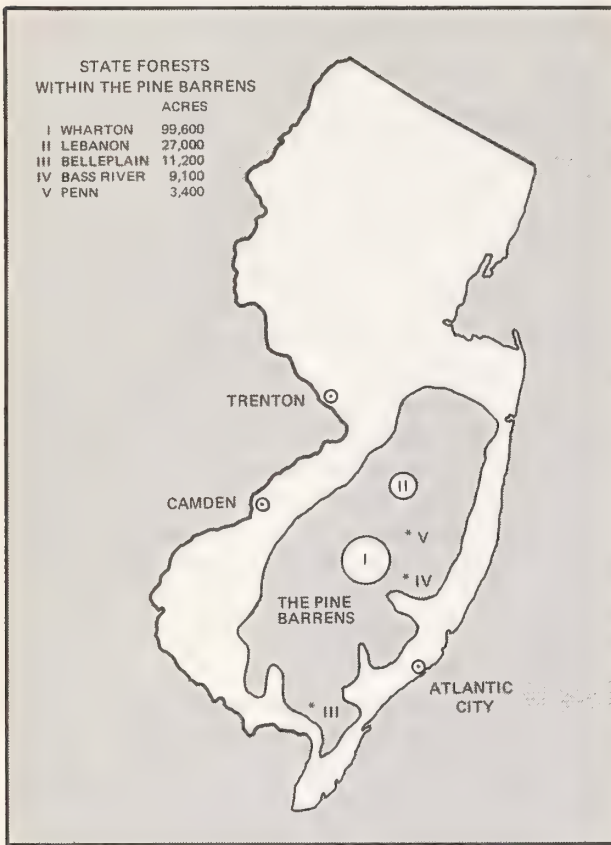 STATE FORESTS
WITHIN THE PINE BARRENS
ACRES
I WHARTON 99,600
II LEBANON 27,000
III BELLEPLAIN 11,200
IV BASS RIVER 9,100
V PENN 3,400
TRENTON
CAMDEN
II
* V
I
* IV
THE PINE
BARRENS
ATLANTIC
CITY
* III